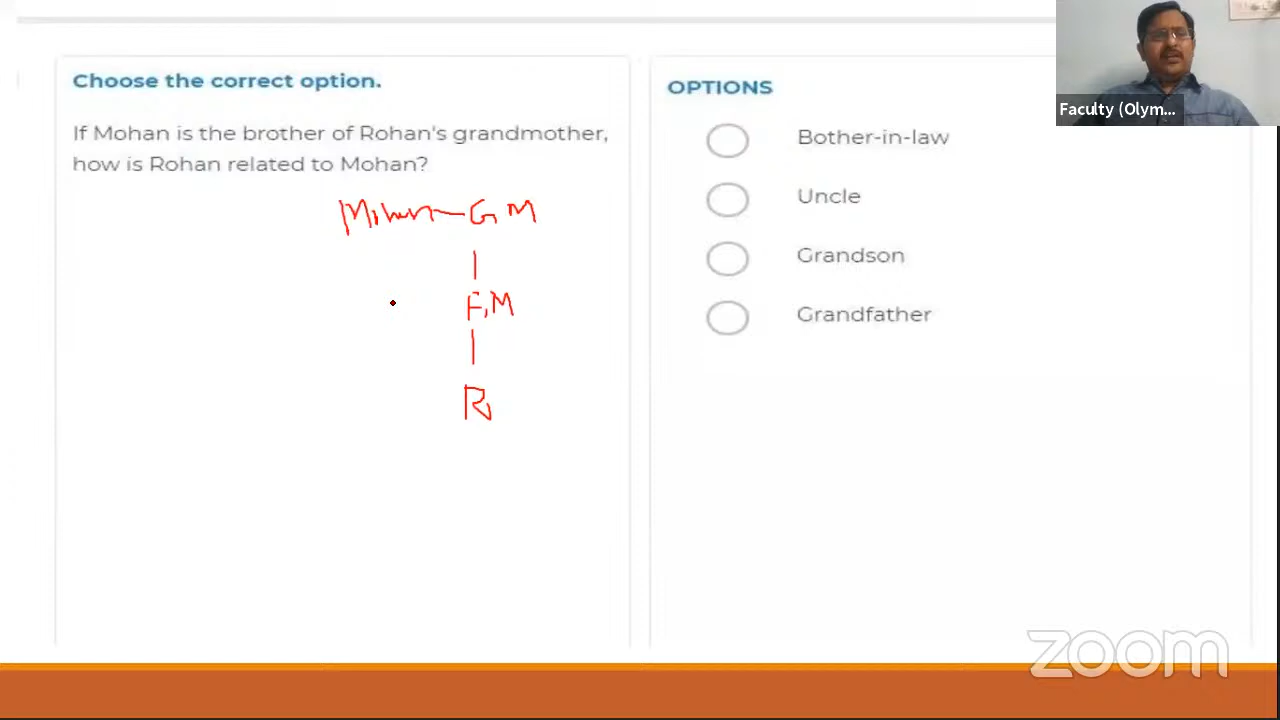 Choose the correct option.
If Mohan is the brother of Rohan's grandmother,
how is Rohan related to Mohan?
Mohan — G M
F, M
R
OPTIONS
Bother-in-law
Uncle
Grandson
Grandfather
Faculty (Olym...
zoom